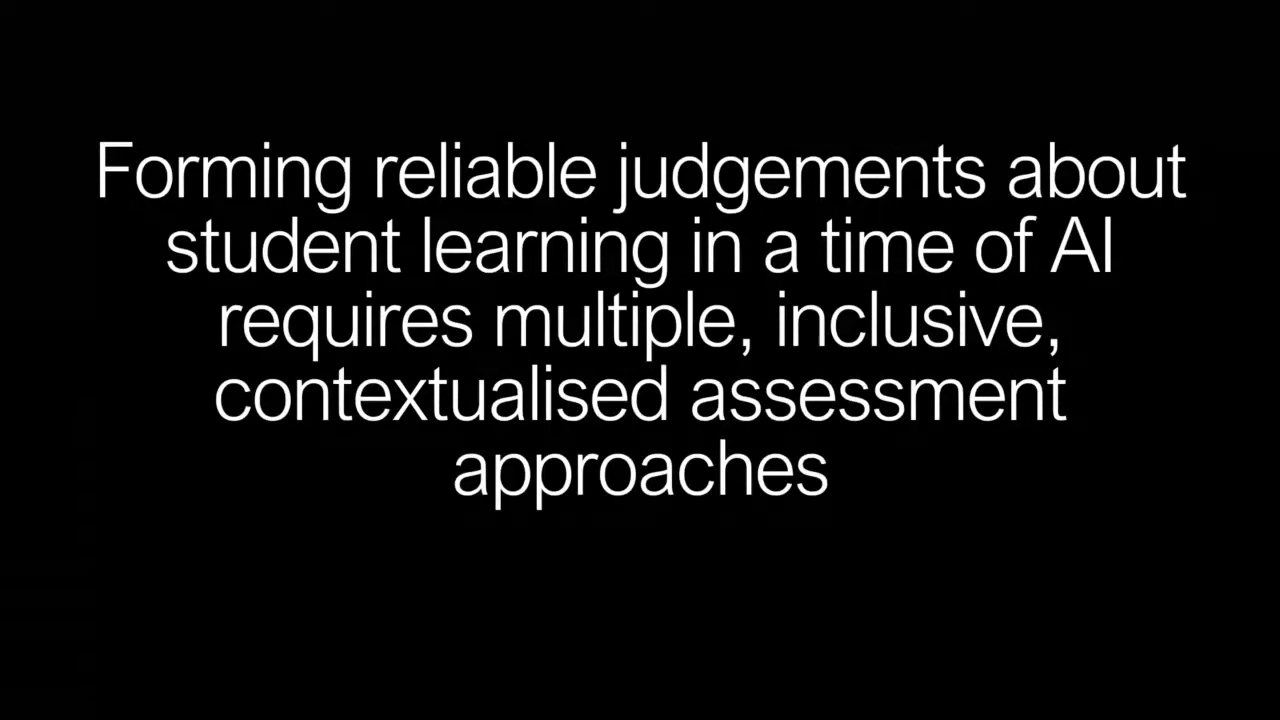 Forming reliable judgements about
student learning in a time of AI
requires multiple, inclusive,
contextualised assessment
approaches